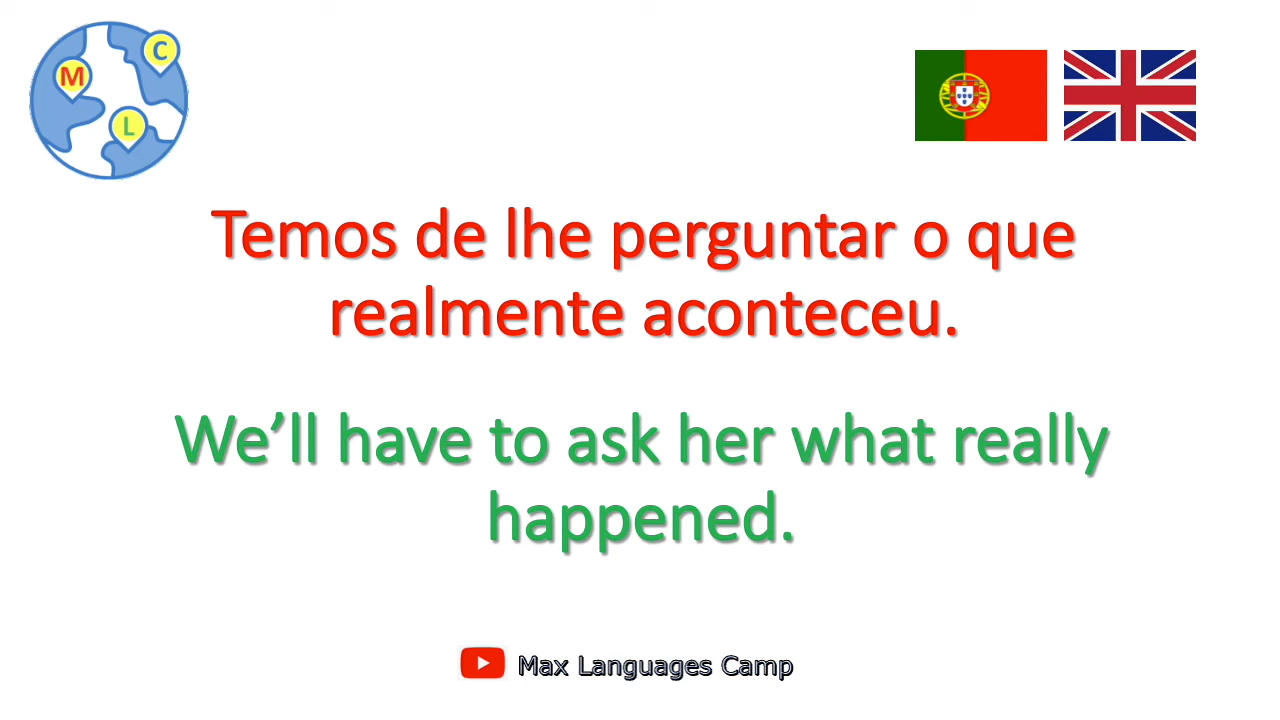 C
M
L
Temos de lhe perguntar o que
realmente aconteceu.
We’ll have to ask her what really
happened.
Max Languages Camp